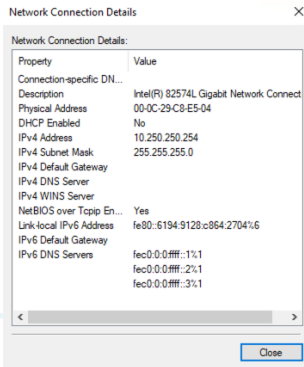 Network Connection Details
Network Connection Details:
Property Value
Connection-specific DN...
Description Intel(R) 82574L Gigabit Network Connect
Physical Address 00-0C-29-C8-E5-04
DHCP Enabled No
IPv4 Address 10.250.250.254
IPv4 Subnet Mask 255.255.255.0
IPv4 Default Gateway
IPv4 DNS Server
IPv4 WINS Server
NetBIOS over Tcpip En... Yes
Link-local IPv6 Address fe80::6194:9128:c864:2704%6
IPv6 Default Gateway
IPv6 DNS Servers fec0:0:0:ffff::1%1
fec0:0:0:ffff::2%1
fec0:0:0:ffff::3%1
Close